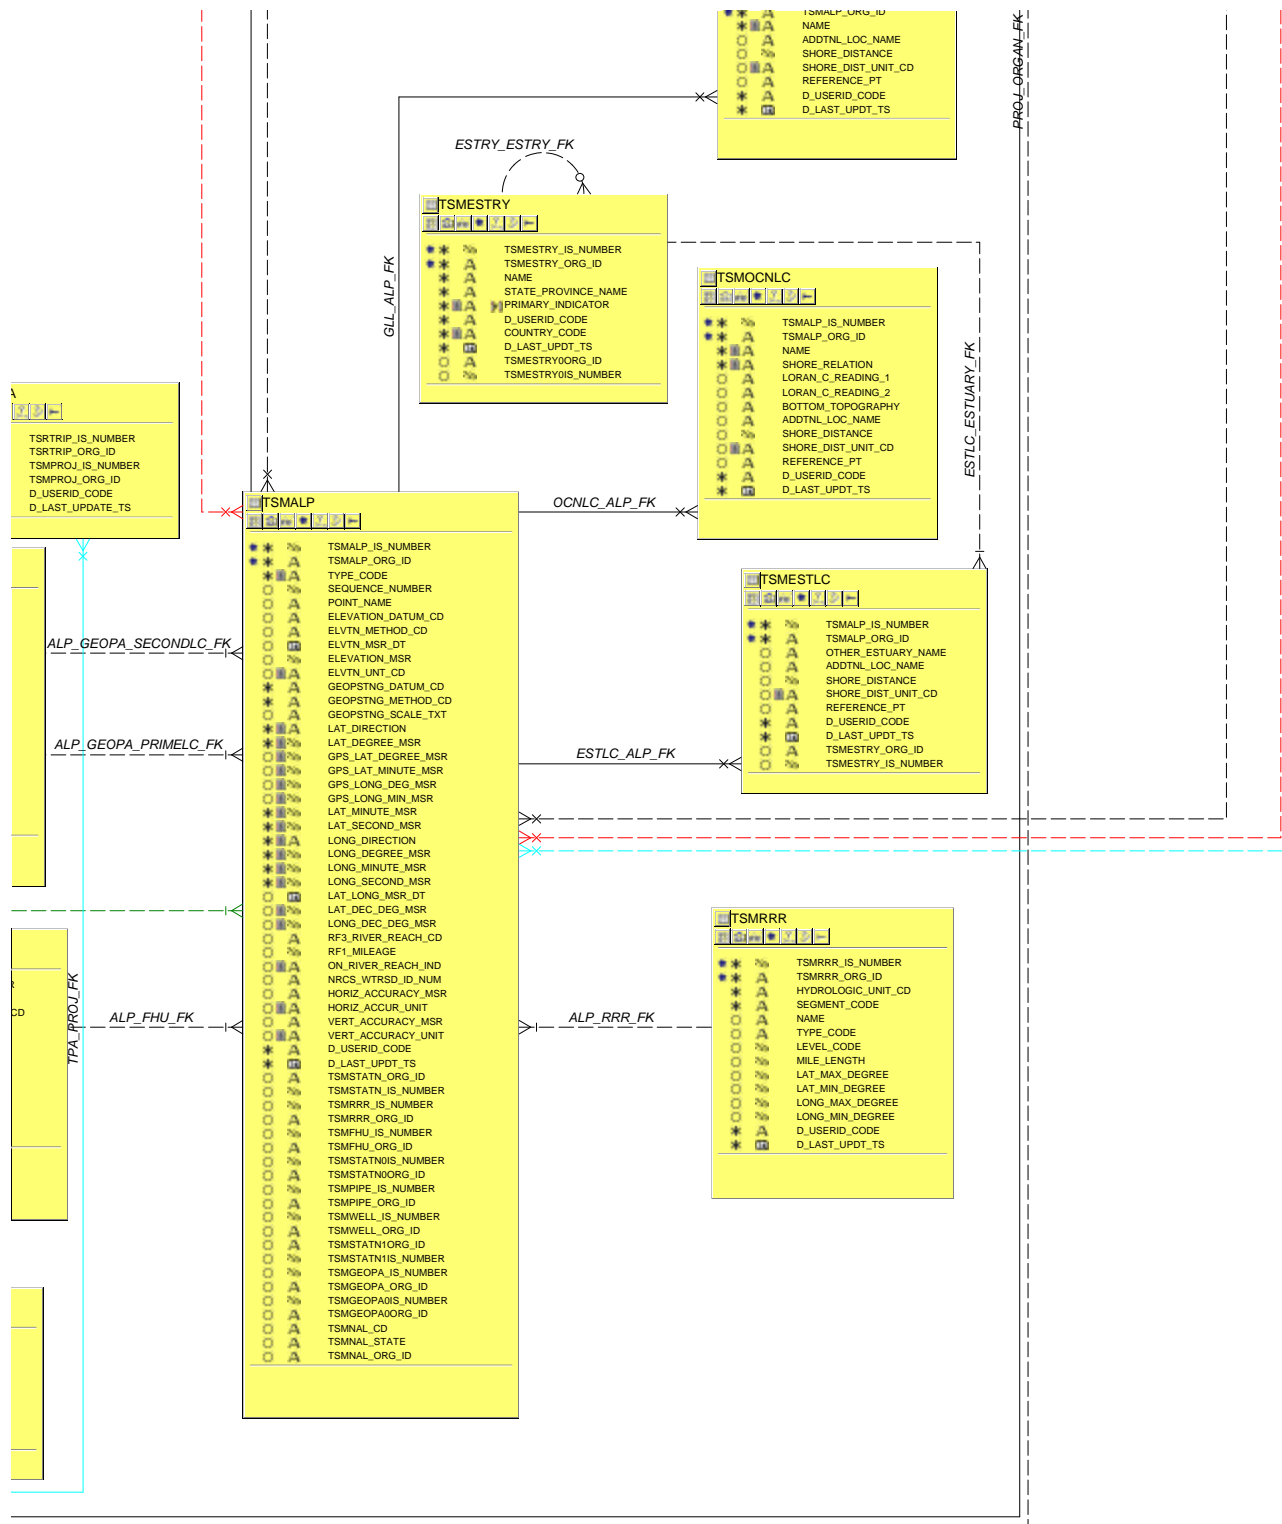 TSMALP_ORG_ID
NAME
ADDTNL_LOC_NAME
SHORE_DISTANCE
SHORE_DIST_UNIT_CD
REFERENCE_PT
D_USERID_CODE
D_LAST_UPDT_TS
PROJ_ORGAN_FK
ESTRY_ESTRY_FK
TSMESTRY
TSMESTRY_IS_NUMBER
TSMESTRY_ORG_ID
NAME
STATE_PROVINCE_NAME
PRIMARY_INDICATOR
D_USERID_CODE
COUNTRY_CODE
D_LAST_UPDT_TS
TSMESTRY0ORG_ID
TSMESTRY0IS_NUMBER
GLL_ALP_FK
TSMOCNLC
TSMALP_IS_NUMBER
TSMALP_ORG_ID
NAME
SHORE_RELATION
LORAN_C_READING_1
LORAN_C_READING_2
BOTTOM_TOPOGRAPHY
ADDTNL_LOC_NAME
SHORE_DISTANCE
SHORE_DIST_UNIT_CD
REFERENCE_PT
D_USERID_CODE
D_LAST_UPDT_TS
ESTLC_ESTUARY_FK
A
TSRTRIP_IS_NUMBER
TSRTRIP_ORG_ID
TSMPROJ_IS_NUMBER
TSMPROJ_ORG_ID
D_USERID_CODE
D_LAST_UPDATE_TS
OCNLC_ALP_FK
TSMALP
TSMALP_IS_NUMBER
TSMALP_ORG_ID
TYPE_CODE
SEQUENCE_NUMBER
POINT_NAME
ELEVATION_DATUM_CD
ELVTN_METHOD_CD
ELVTN_MSR_DT
ELEVATION_MSR
ELVTN_UNT_CD
GEOPSTNG_DATUM_CD
GEOPSTNG_METHOD_CD
GEOPSTNG_SCALE_TXT
LAT_DIRECTION
LAT_DEGREE_MSR
GPS_LAT_DEGREE_MSR
GPS_LAT_MINUTE_MSR
GPS_LONG_DEG_MSR
GPS_LONG_MIN_MSR
LAT_MINUTE_MSR
LAT_SECOND_MSR
LONG_DIRECTION
LONG_DEGREE_MSR
LONG_MINUTE_MSR
LONG_SECOND_MSR
LAT_LONG_MSR_DT
LAT_DEC_DEG_MSR
LONG_DEC_DEG_MSR
RF3_RIVER_REACH_CD
RF1_MILEAGE
ON_RIVER_REACH_IND
NRCS_WTRSD_ID_NUM
HORIZ_ACCURACY_MSR
HORIZ_ACCUR_UNIT
VERT_ACCURACY_MSR
VERT_ACCURACY_UNIT
D_USERID_CODE
D_LAST_UPDT_TS
TSMSTATN_ORG_ID
TSMSTATN_IS_NUMBER
TSMRRR_IS_NUMBER
TSMRRR_ORG_ID
TSMFHU_IS_NUMBER
TSMFHU_ORG_ID
TSMSTATN0IS_NUMBER
TSMSTATN0ORG_ID
TSMPIPE_IS_NUMBER
TSMPIPE_ORG_ID
TSMWELL_IS_NUMBER
TSMWELL_ORG_ID
TSMSTATN1ORG_ID
TSMSTATN1IS_NUMBER
TSMGEOPA_IS_NUMBER
TSMGEOPA_ORG_ID
TSMGEOPA0IS_NUMBER
TSMGEOPA0ORG_ID
TSMNAL_CD
TSMNAL_STATE
TSMNAL_ORG_ID
ALP_GEOPA_SECONDLC_FK
ALP_GEOPA_PRIMELC_FK
TSMESTLC
TSMALP_IS_NUMBER
TSMALP_ORG_ID
OTHER_ESTUARY_NAME
ADDTNL_LOC_NAME
SHORE_DISTANCE
SHORE_DIST_UNIT_CD
REFERENCE_PT
D_USERID_CODE
D_LAST_UPDT_TS
TSMESTRY_ORG_ID
TSMESTRY_IS_NUMBER
ESTLC_ALP_FK
TSMRRR
TSMRRR_IS_NUMBER
TSMRRR_ORG_ID
HYDROLOGIC_UNIT_CD
SEGMENT_CODE
NAME
TYPE_CODE
LEVEL_CODE
MILE_LENGTH
LAT_MAX_DEGREE
LAT_MIN_DEGREE
LONG_MAX_DEGREE
LONG_MIN_DEGREE
D_USERID_CODE
D_LAST_UPDT_TS
R
CD
TPA_PROJ_FK
ALP_FHU_FK
ALP_RRR_FK